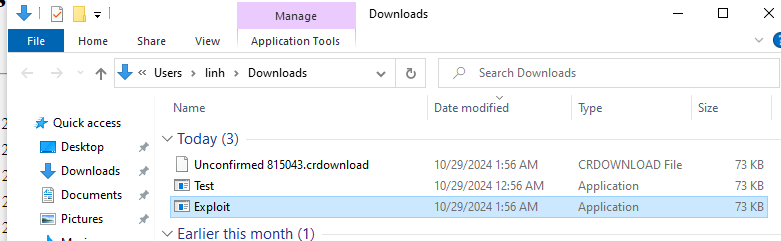 Manage Downloads
File Home Share View Application Tools
« Users › linh › Downloads Search Downloads
Name Date modified Type Size
Quick access
Today (3)
Desktop
Unconfirmed 815043.crdownload 10/29/2024 1:56 AM CRDOWNLOAD File 73 KB
Downloads
Test 10/29/2024 12:56 AM Application 73 KB
Documents
Exploit 10/29/2024 1:56 AM Application 73 KB
Pictures
Earlier this month (1)